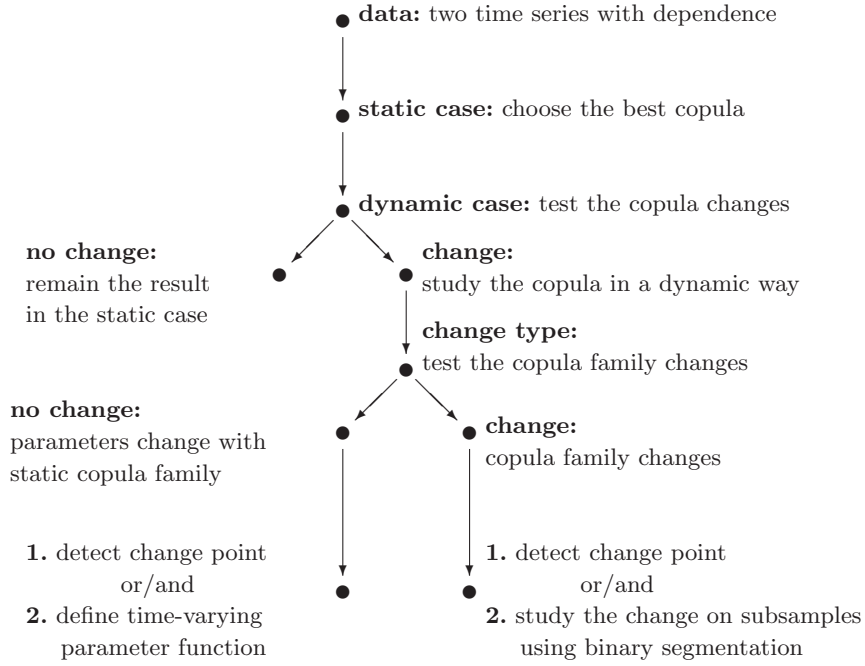 data: two time series with dependence
static case: choose the best copula
dynamic case: test the copula changes
no change:
remain the result
in the static case
change:
study the copula in a dynamic way
change type:
test the copula family changes
no change:
parameters change with
static copula family
change:
copula family changes
1. detect change point
or/and
2. define time-varying
parameter function
1. detect change point
or/and
2. study the change on subsamples
using binary segmentation